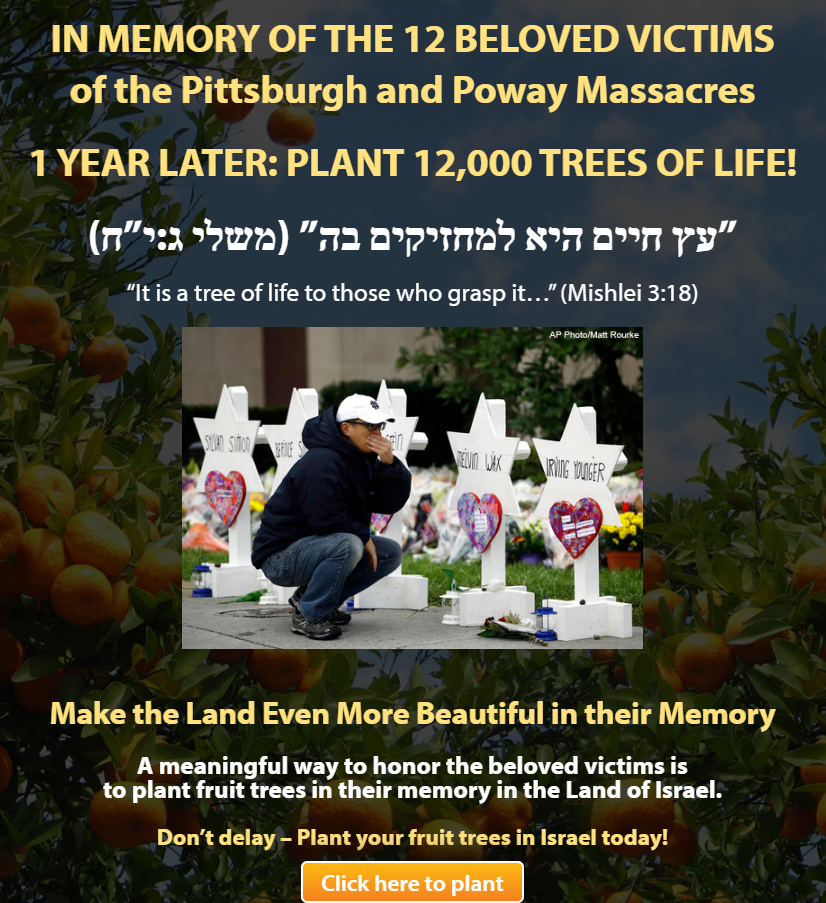 IN MEMORY OF THE 12 BELOVED VICTIMS
of the Pittsburgh and Poway Massacres
1 YEAR LATER: PLANT 12,000 TREES OF LIFE!
"עץ חיים היא למחזיקים בה" (משלי ג:י"ח)
“It is a tree of life to those who grasp it…” (Mishlei 3:18)
AP Photo/Matt Rourke
SYLVAN SIMON
MELVIN WAX
IRVING YOUNGER
Make the Land Even More Beautiful in their Memory
A meaningful way to honor the beloved victims is
to plant fruit trees in their memory in the Land of Israel.
Don’t delay – Plant your fruit trees in Israel today!
Click here to plant